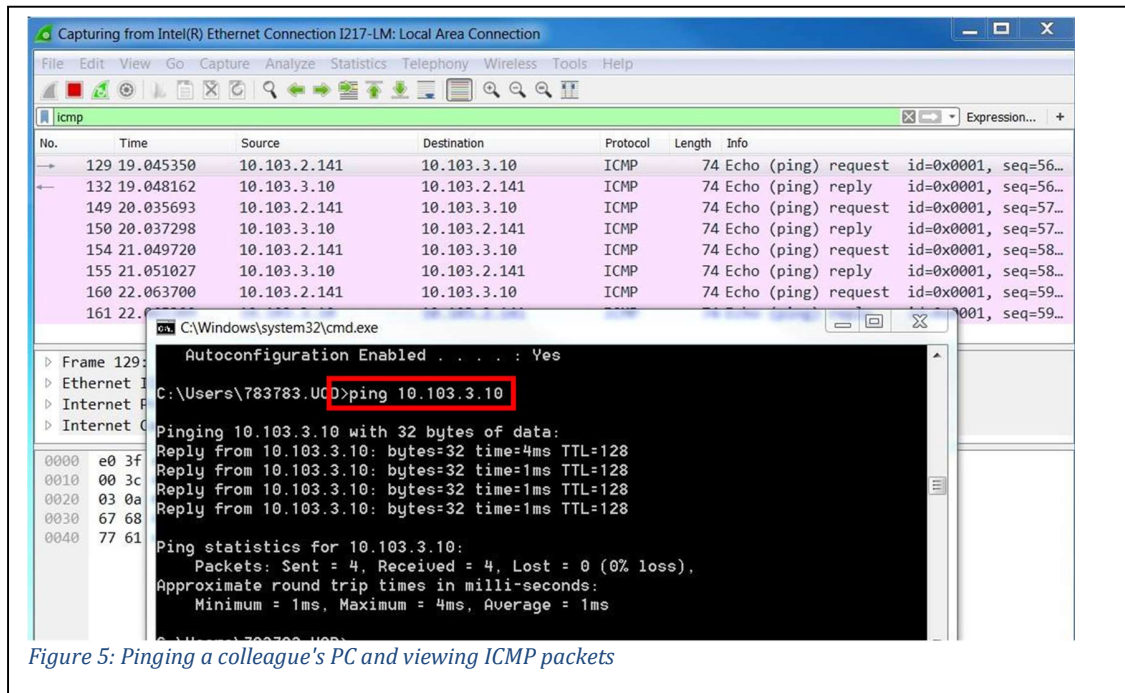 Capturing from Intel(R) Ethernet Connection I217-LM: Local Area Connection
File Edit View Go Capture Analyze Statistics Telephony Wireless Tools Help
icmp Expression... +
No. Time Source Destination Protocol Length Info
129 19.045350 10.103.2.141 10.103.3.10 ICMP 74 Echo (ping) request id=0x0001, seq=56…
132 19.048162 10.103.3.10 10.103.2.141 ICMP 74 Echo (ping) reply id=0x0001, seq=56…
149 20.035693 10.103.2.141 10.103.3.10 ICMP 74 Echo (ping) request id=0x0001, seq=57…
150 20.037298 10.103.3.10 10.103.2.141 ICMP 74 Echo (ping) reply id=0x0001, seq=57…
154 21.049720 10.103.2.141 10.103.3.10 ICMP 74 Echo (ping) request id=0x0001, seq=58…
155 21.051027 10.103.3.10 10.103.2.141 ICMP 74 Echo (ping) reply id=0x0001, seq=58…
160 22.063700 10.103.2.141 10.103.3.10 ICMP 74 Echo (ping) request id=0x0001, seq=59…
161 22.0 0001, seq=59…
Frame 129:
Ethernet I
Internet P
Internet C
0000 e0 3f
0010 00 3c
0020 03 0a
0030 67 68
0040 77 61
C:\Windows\system32\cmd.exe
Autoconfiguration Enabled . . . . : Yes
C:\Users\783783.UCD>ping 10.103.3.10
Pinging 10.103.3.10 with 32 bytes of data:
Reply from 10.103.3.10: bytes=32 time=4ms TTL=128
Reply from 10.103.3.10: bytes=32 time=1ms TTL=128
Reply from 10.103.3.10: bytes=32 time=1ms TTL=128
Reply from 10.103.3.10: bytes=32 time=1ms TTL=128
Ping statistics for 10.103.3.10:
Packets: Sent = 4, Received = 4, Lost = 0 (0% loss),
Approximate round trip times in milli-seconds:
Minimum = 1ms, Maximum = 4ms, Average = 1ms
Figure 5: Pinging a colleague's PC and viewing ICMP packets